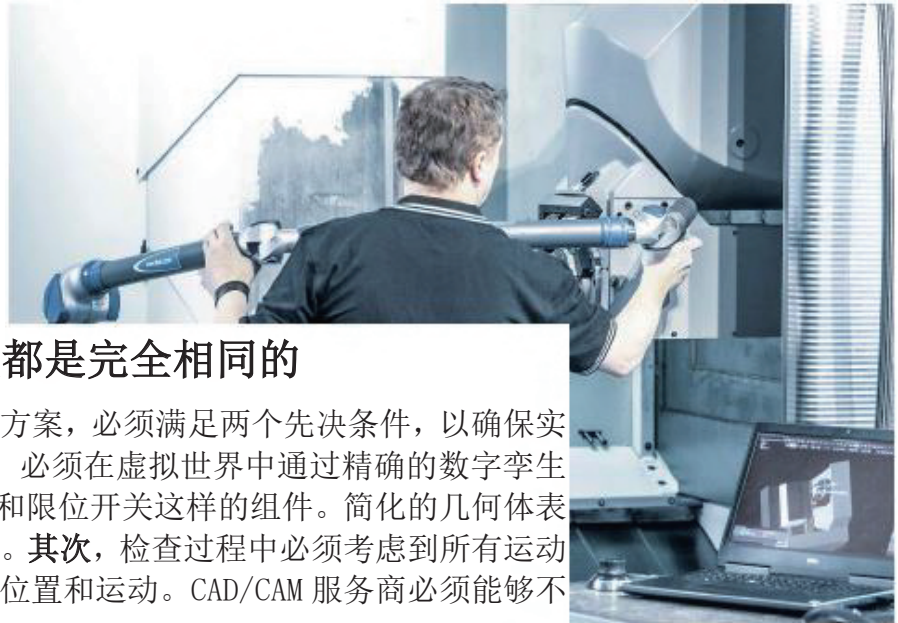 都是完全相同的
方案，必须满足两个先决条件，以确保实
必须在虚拟世界中通过精确的数字孪生
和限位开关这样的组件。简化的几何体表
。其次，检查过程中必须考虑到所有运动
位置和运动。CAD/CAM 服务商必须能够不